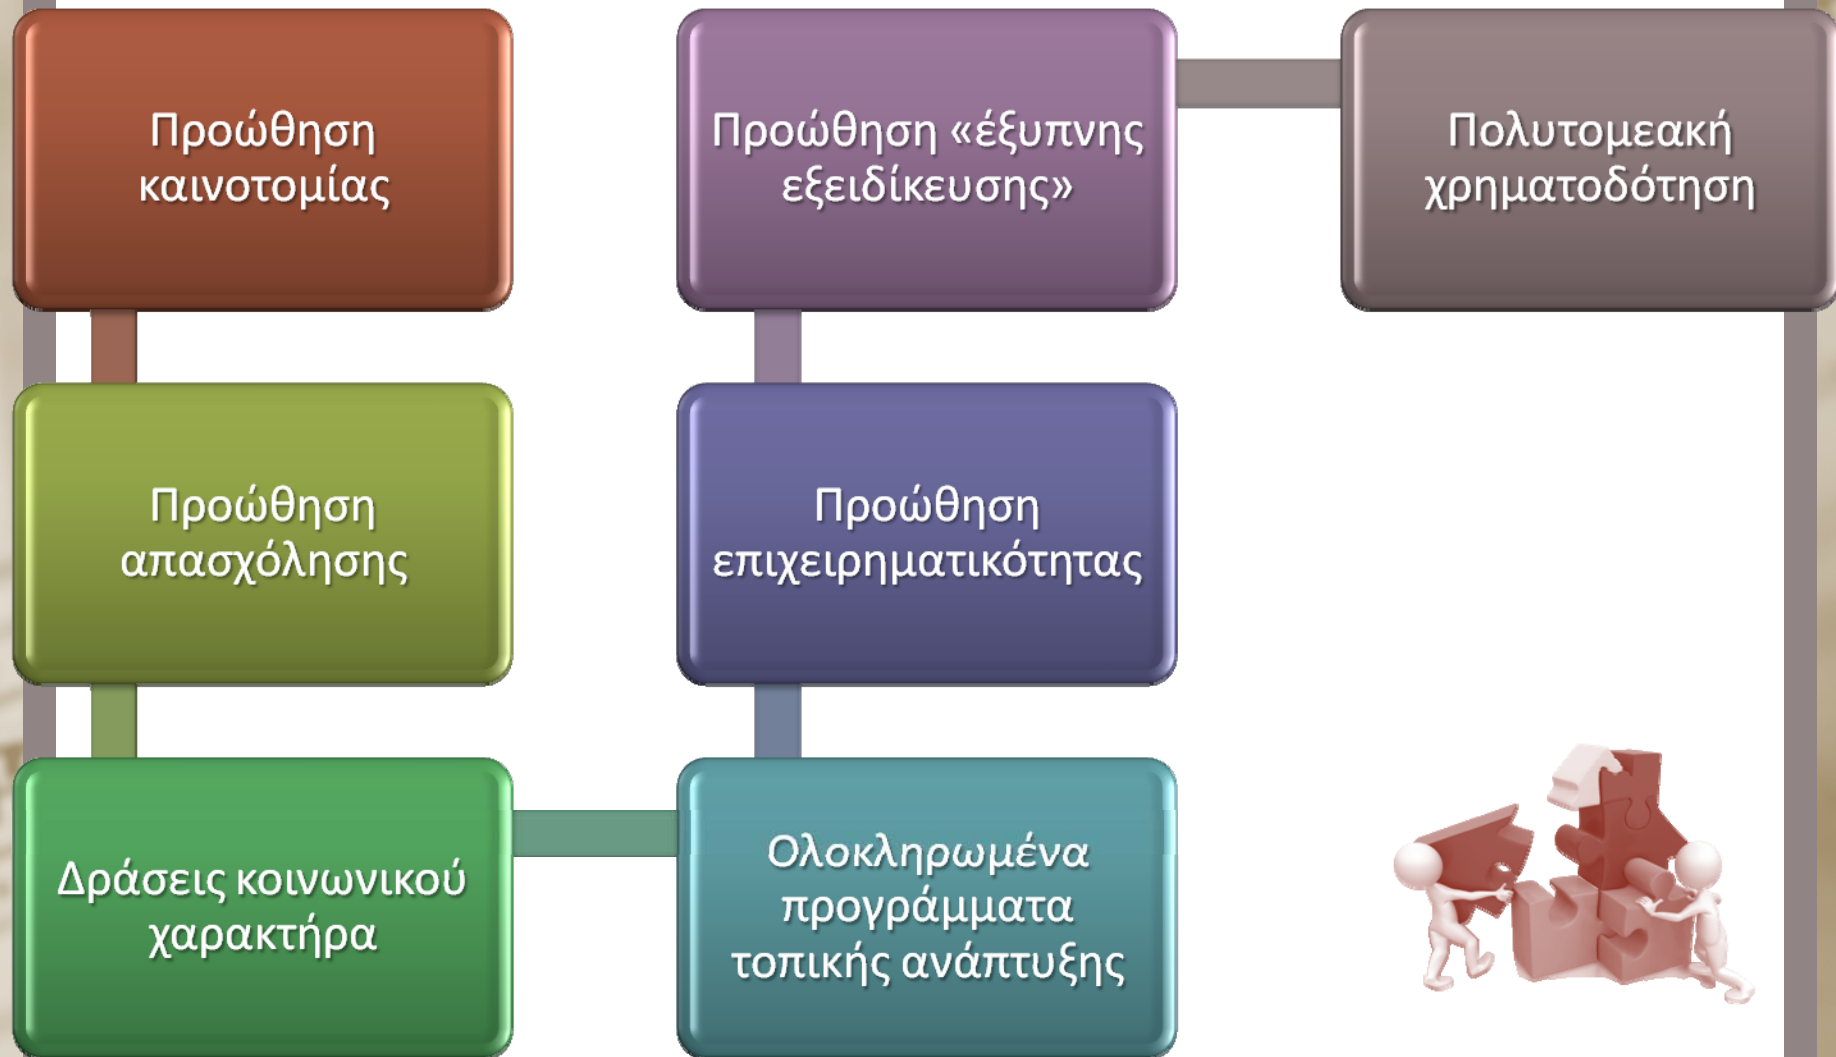 Προώθηση
καινοτομίας
Προώθηση
απασχόλησης
Δράσεις κοινωνικού
χαρακτήρα
Ολοκληρωμένα
προγράμματα
τοπικής ανάπτυξης
Προώθηση
επιχειρηματικότητας
Προώθηση «έξυπνης
εξειδίκευσης»
Πολυτομεακή
χρηματοδότηση